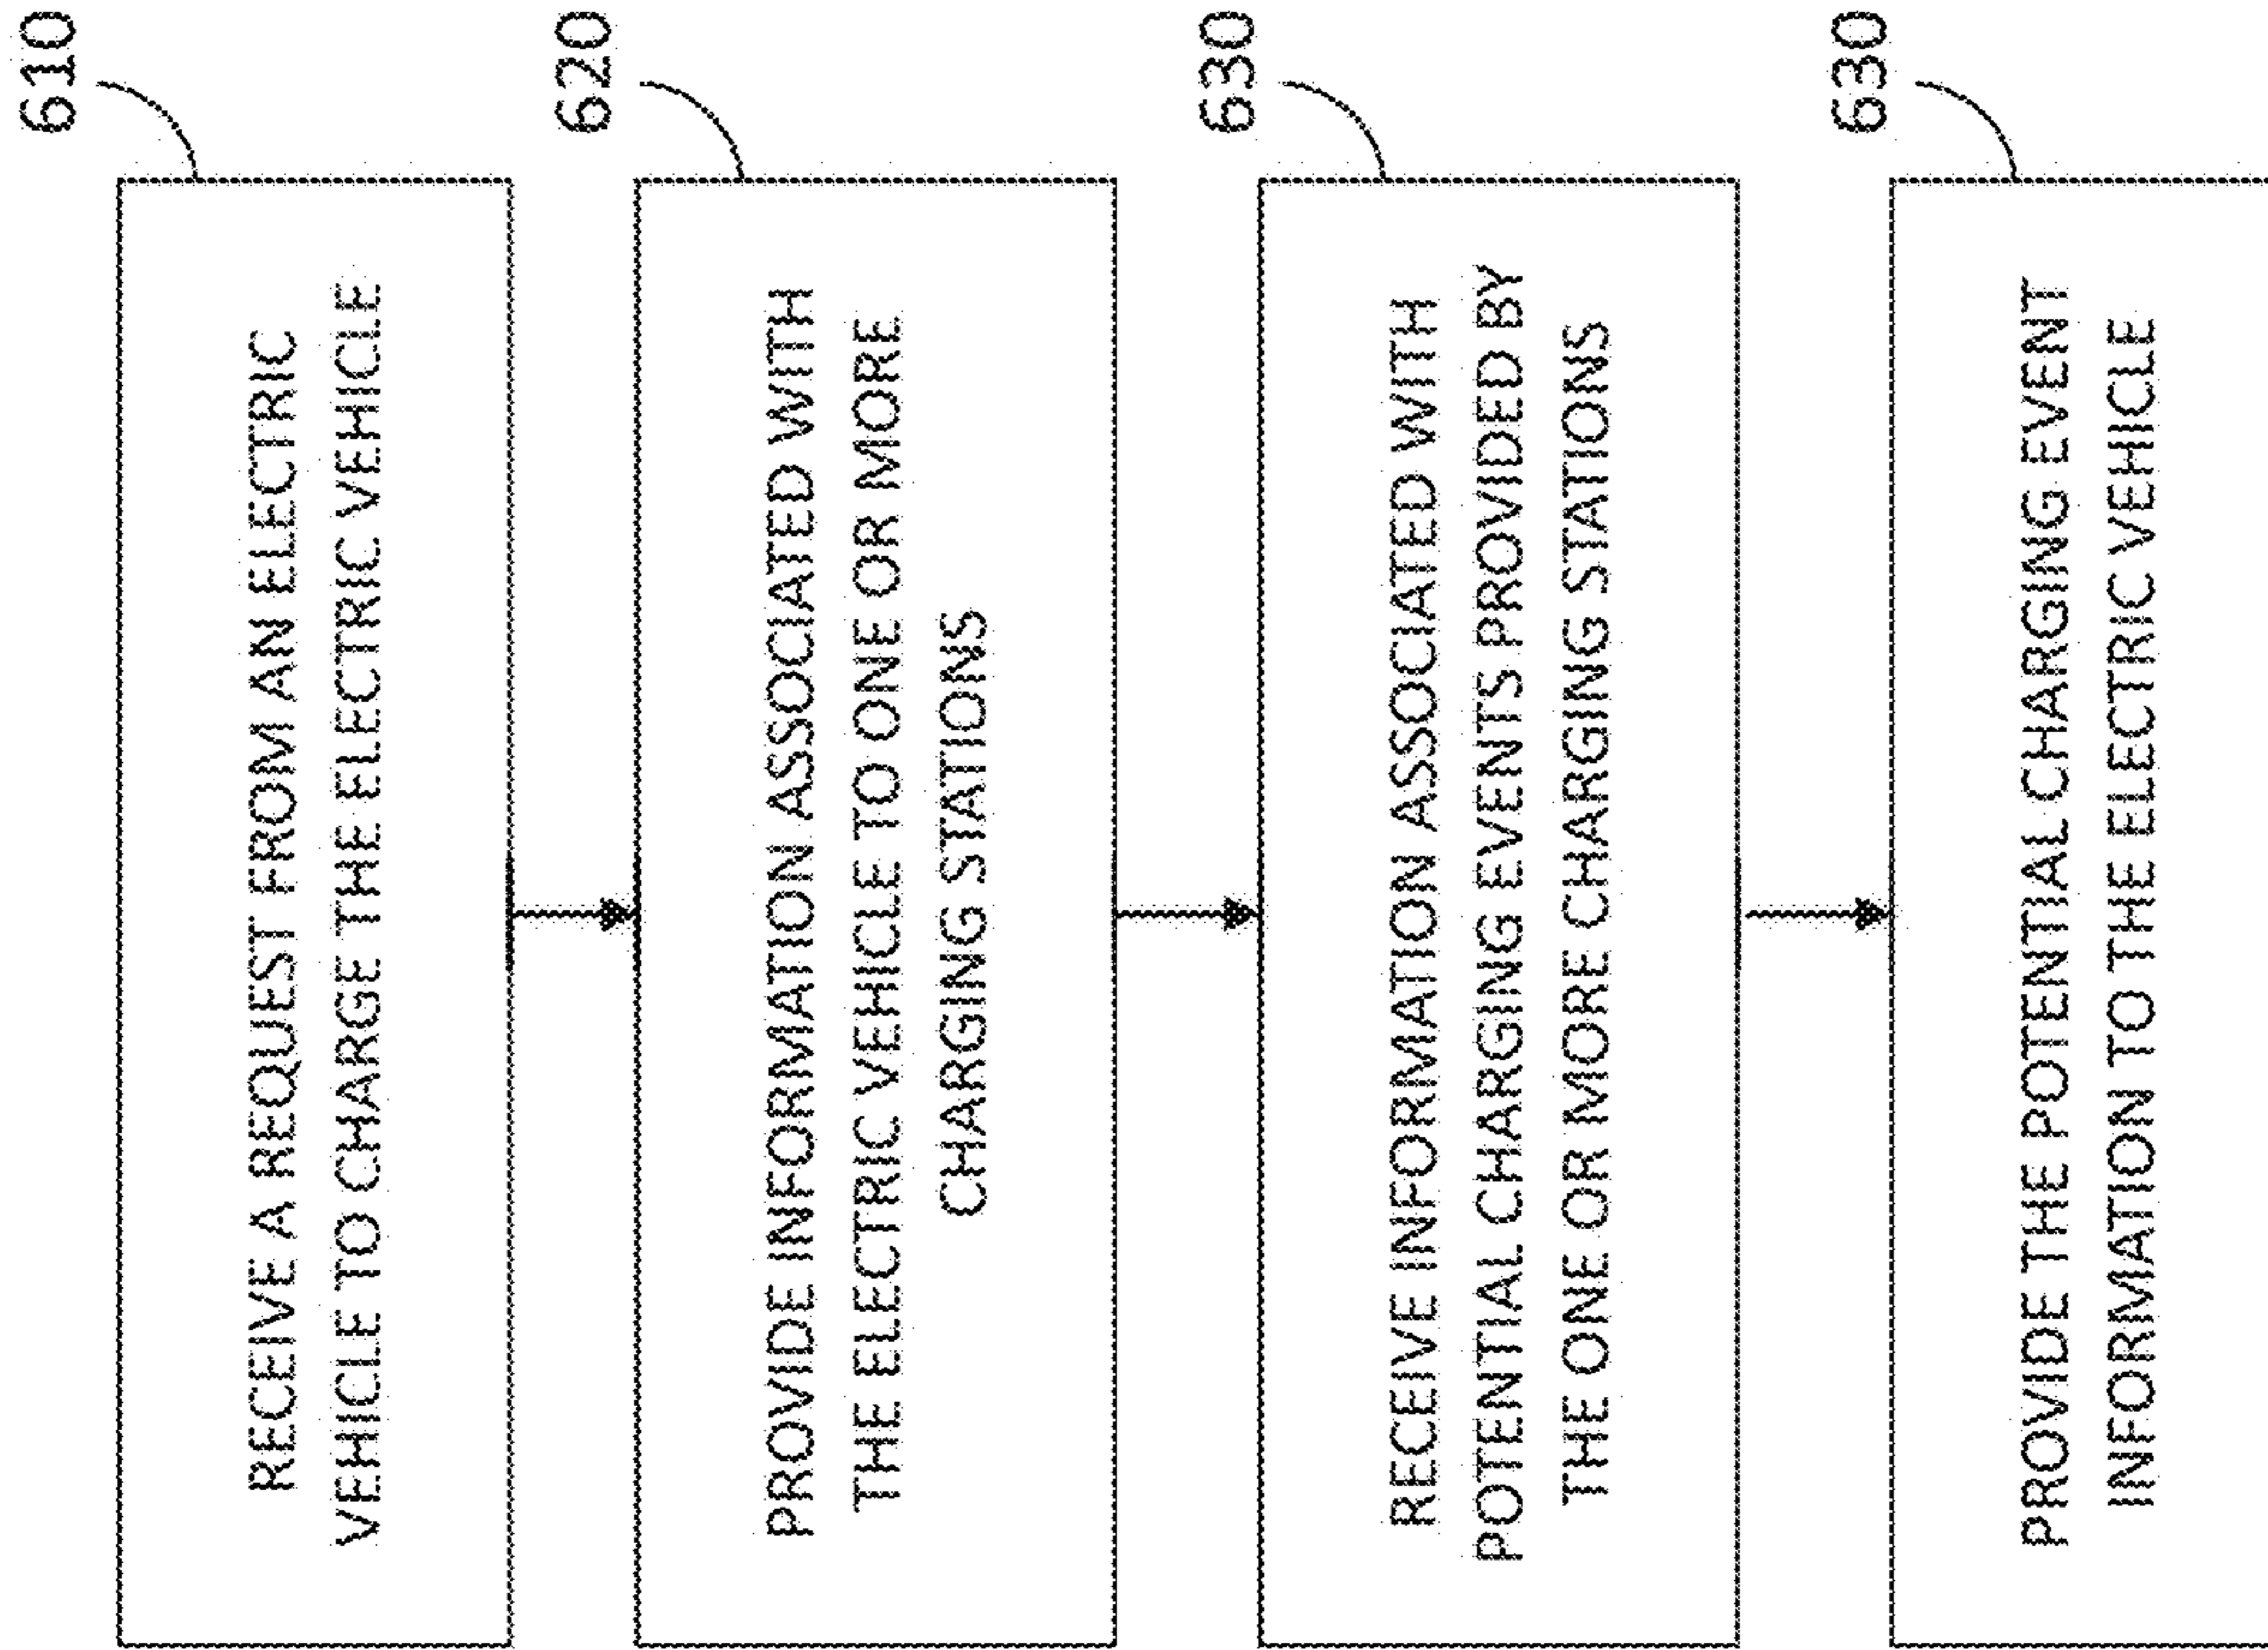 610
RECEIVE A REQUEST FROM AN ELECTRIC
VEHICLE TO CHARGE THE ELECTRIC VEHICLE
620
PROVIDE INFORMATION ASSOCIATED WITH
THE ELECTRIC VEHICLE TO ONE OR MORE
CHARGING STATIONS
630
RECEIVE INFORMATION ASSOCIATED WITH
POTENTIAL CHARGING EVENTS PROVIDED BY
THE ONE OR MORE CHARGING STATIONS
630
PROVIDE THE POTENTIAL CHARGING EVENT
INFORMATION TO THE ELECTRIC VEHICLE